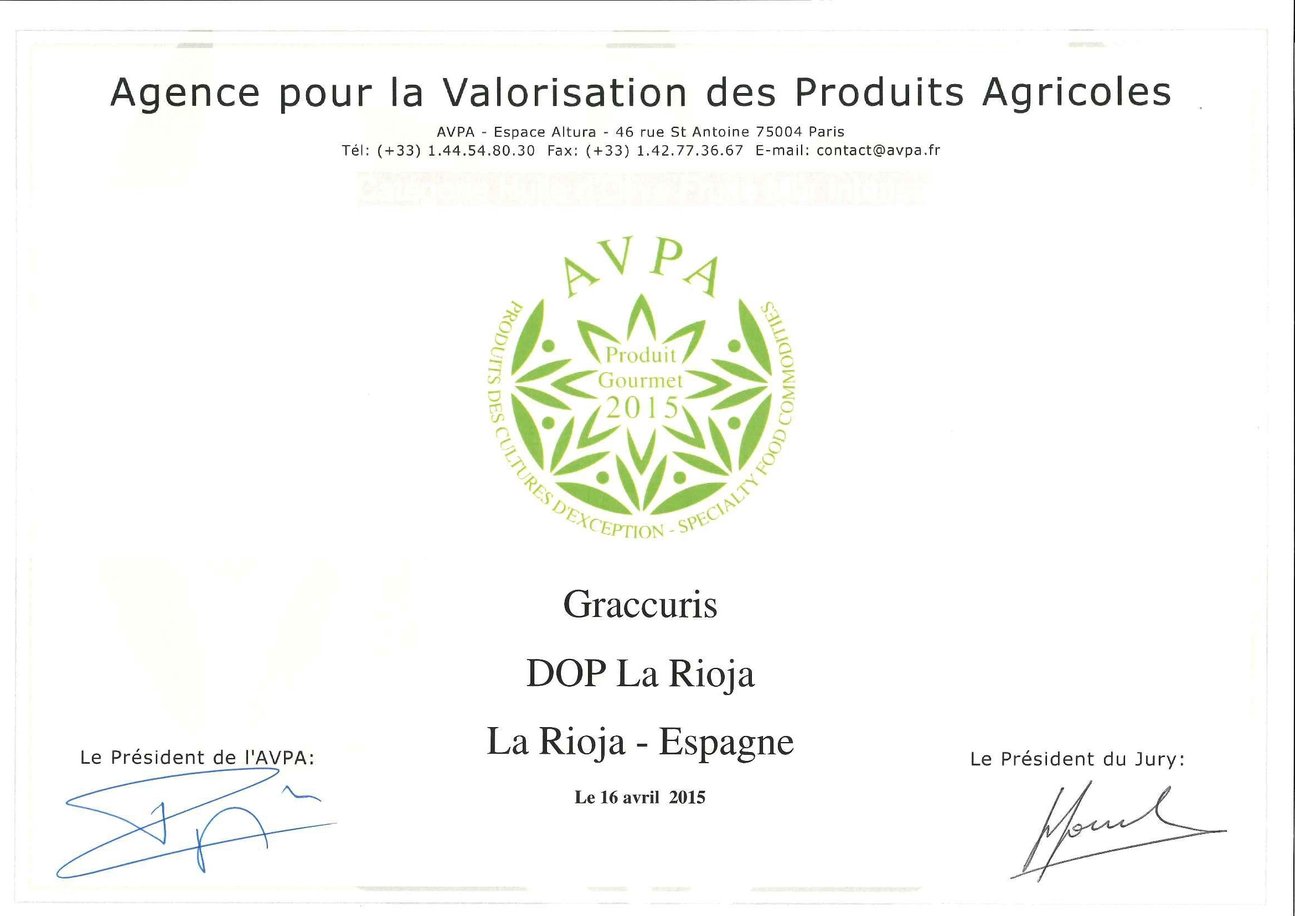 Agence pour la Valorisation des Produits Agricoles
AVPA - Espace Altura - 46 rue St Antoine 75004 Paris
Tél: (+33) 1.44.54.80.30 Fax: (+33) 1.42.77.36.67 E-mail: contact@avpa.fr
AVPA
PRODUITS DES CULTURES D'EXCEPTION - SPECIALTY FOOD COMMODITIES
Produit
Gourmet
2015
Graccuris
DOP La Rioja
La Rioja - Espagne
Le 16 avril 2015
Le Président de l'AVPA:
Le Président du Jury: